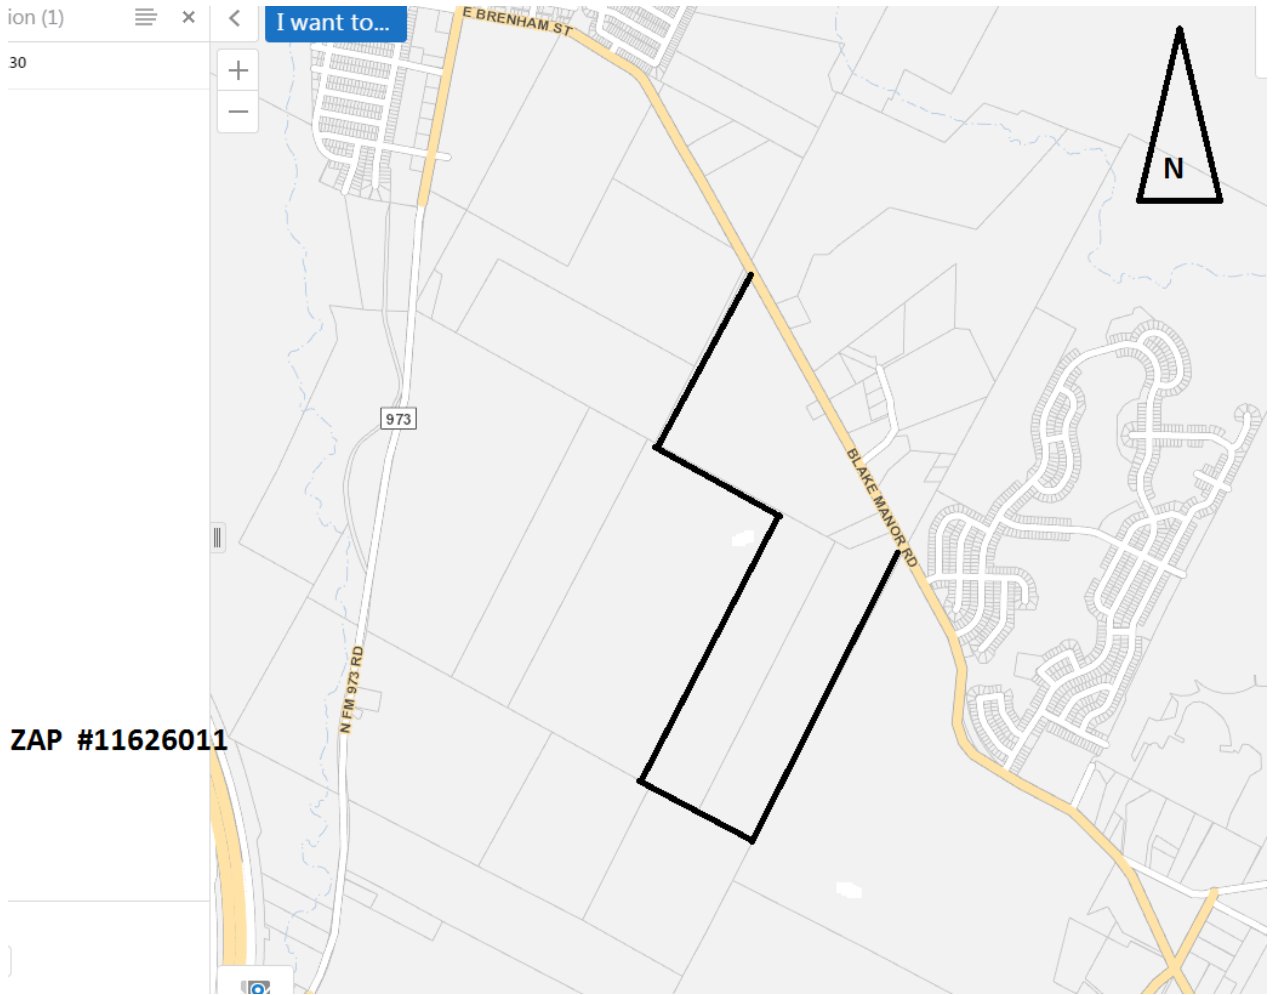 ion (1)
I want to...
30
E BRENHAM ST
N
973
BLAKE MANOR RD
N FM 973 RD
ZAP #11626011